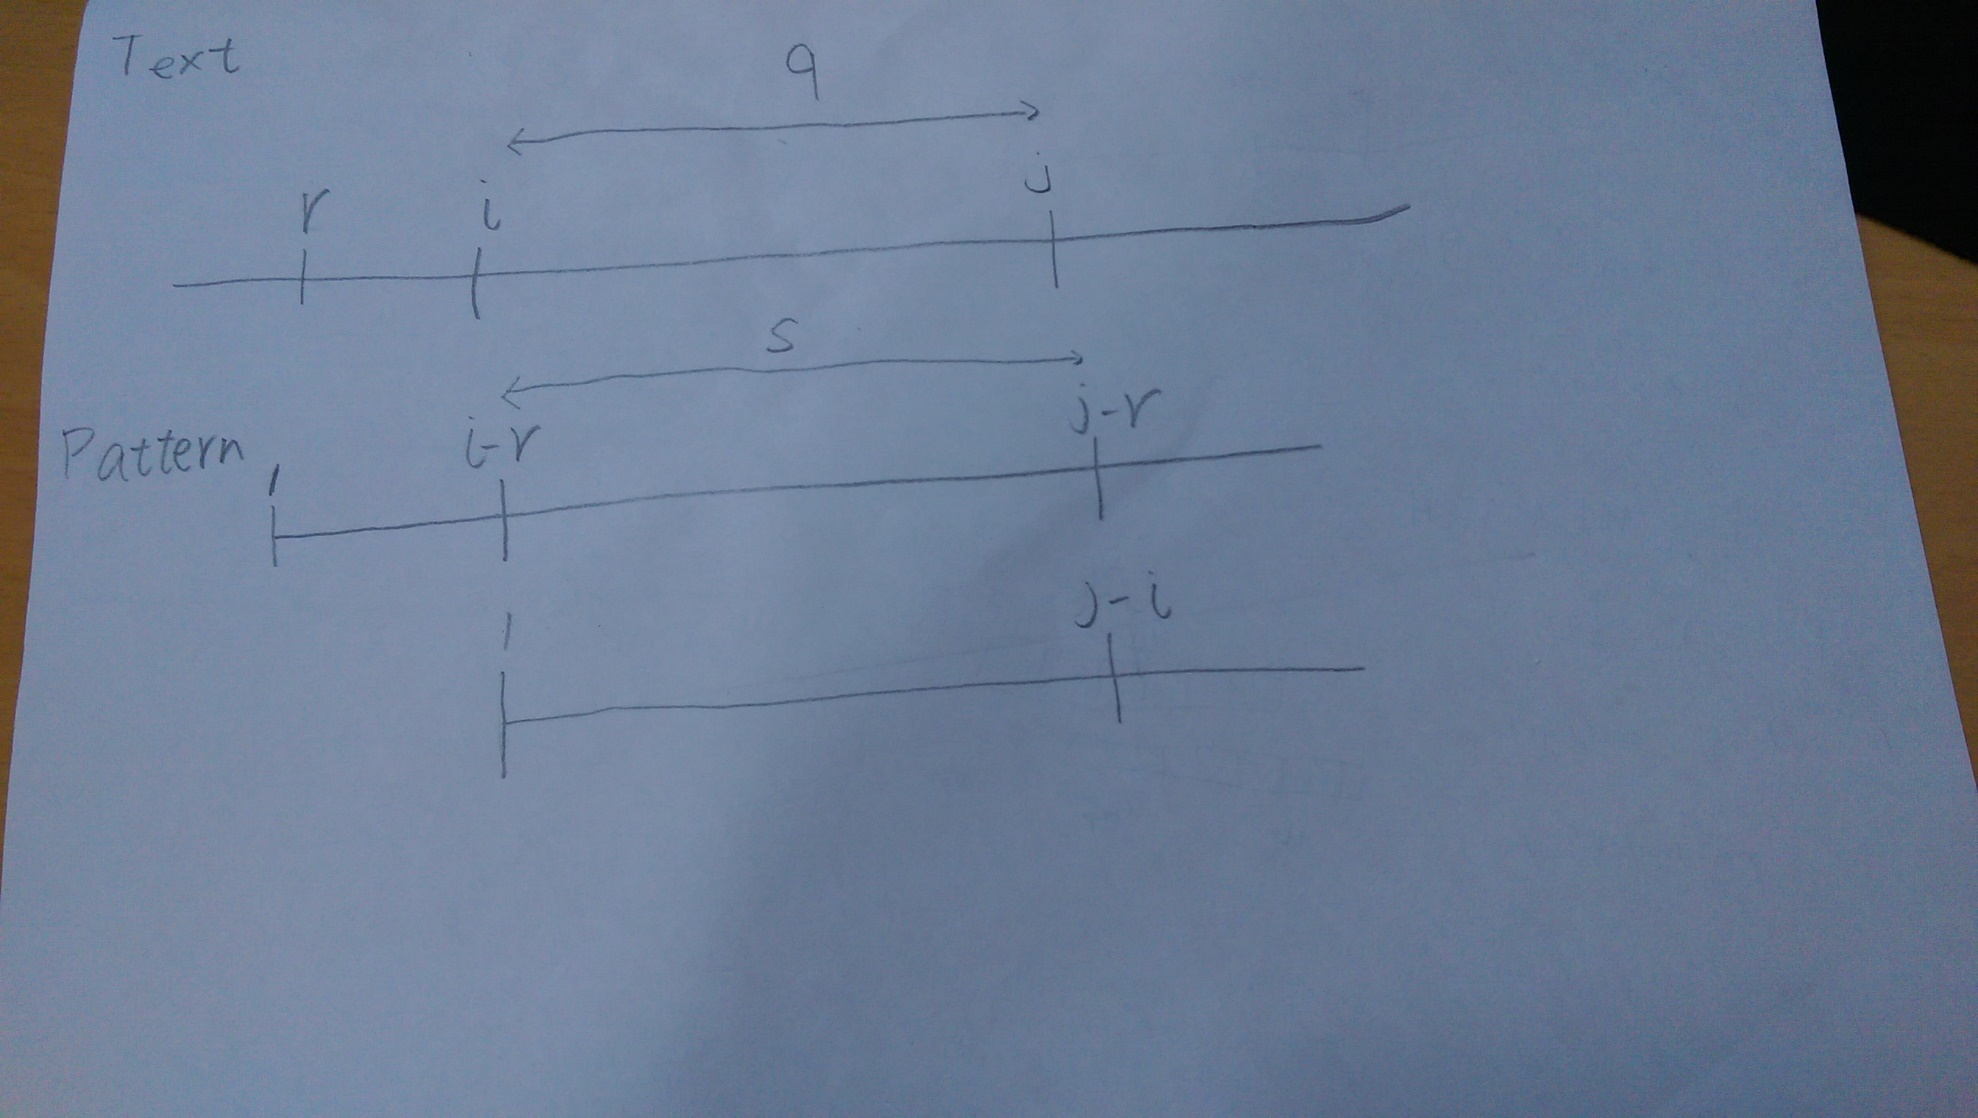 Text
q
r i j
s
Pattern 1 i-r j-r
1 j-i